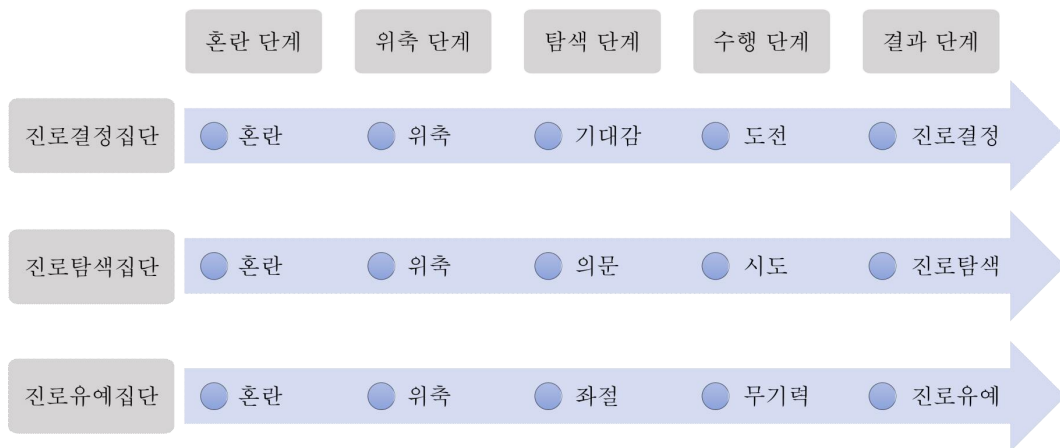 혼란 단계 위축 단계 탐색 단계 수행 단계 결과 단계
진로결정집단 혼란 위축 기대감 도전 진로결정
진로탐색집단 혼란 위축 의문 시도 진로탐색
진로유예집단 혼란 위축 좌절 무기력 진로유예